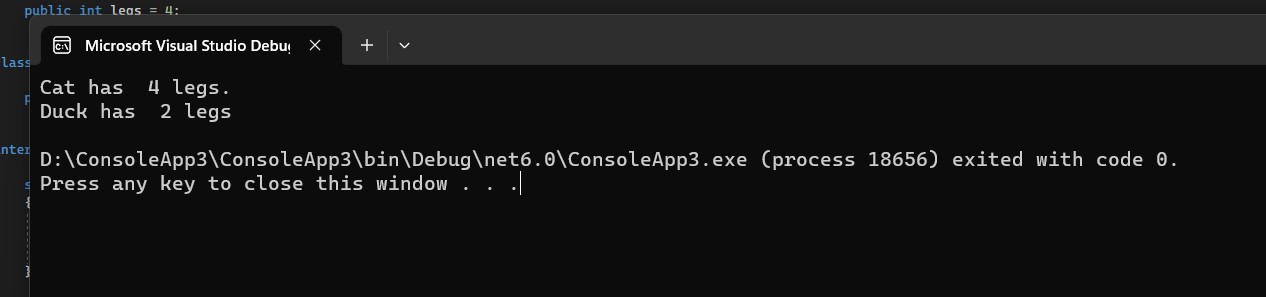 public int legs = 4;
Microsoft Visual Studio Debu
lass
Cat has  4 legs.
Duck has  2 legs
inter
D:\ConsoleApp3\ConsoleApp3\bin\Debug\net6.0\ConsoleApp3.exe (process 18656) exited with code 0.
Press any key to close this window . . .
{
}